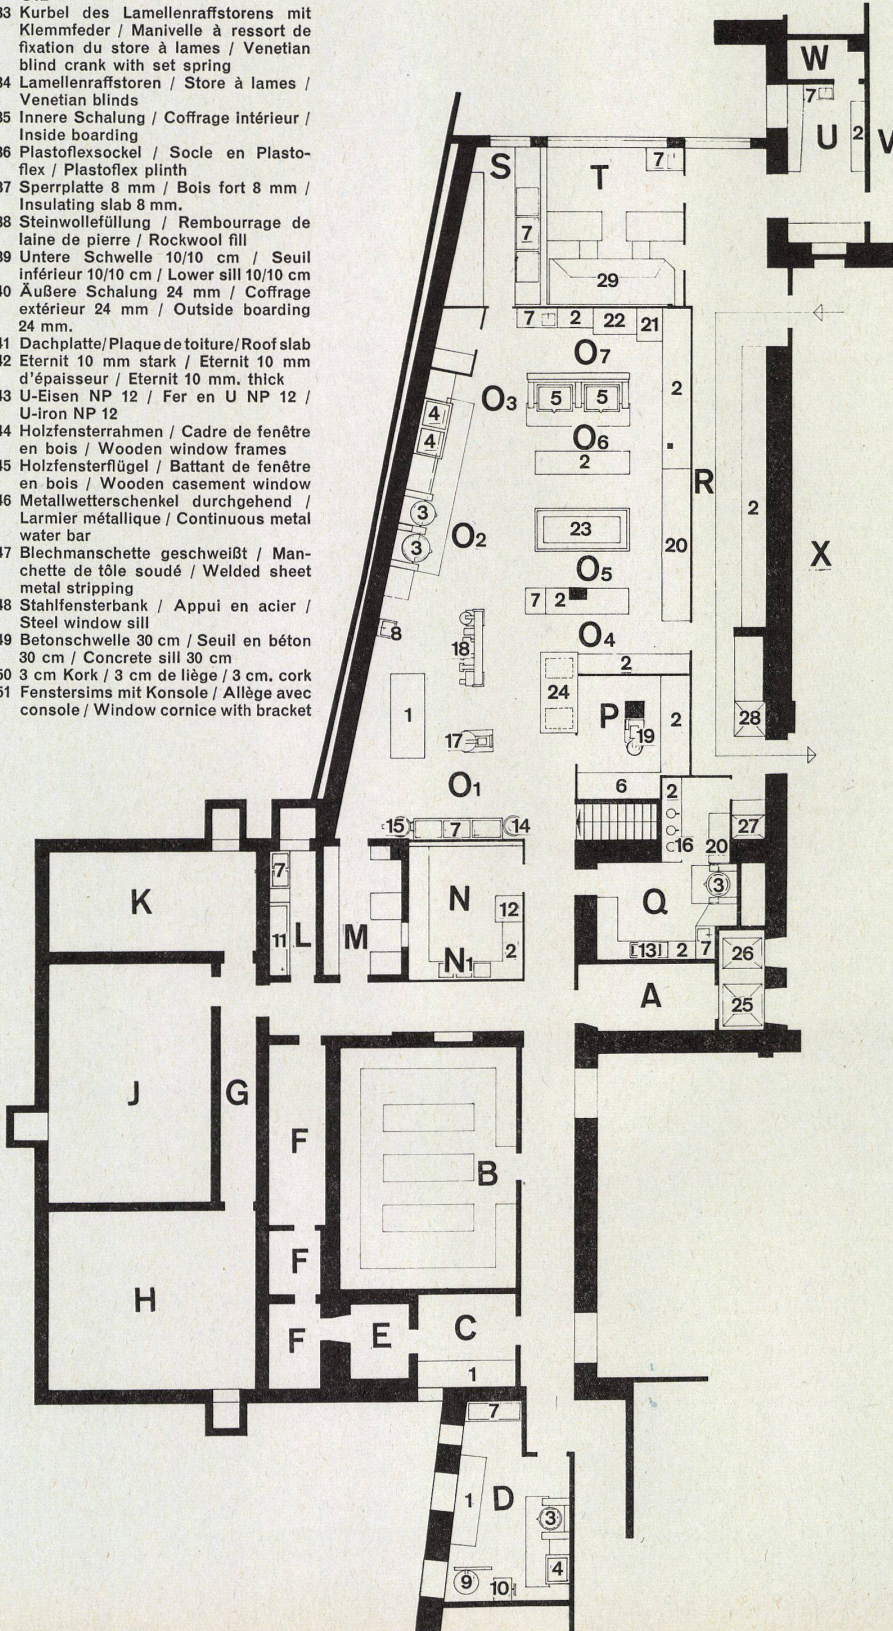 33 Kurbel des Lamellenraffstorens mit
Klemmfeder / Manivelle à ressort de
fixation du store à lames / Venetian
blind crank with set spring
34 Lamellenraffstoren / Store à lames /
Venetian blinds
35 Innere Schalung / Coffrage intérieur /
Inside boarding
36 Plastoflexsockel / Socle en Plasto-
flex / Plastoflex plinth
37 Sperrplatte 8 mm / Bois fort 8 mm /
Insulating slab 8 mm.
38 Steinwollefüllung / Rembourrage de
laine de pierre / Rockwool fill
39 Untere Schwelle 10/10 cm / Seuil
inférieur 10/10 cm / Lower sill 10/10 cm
40 Äußere Schalung 24 mm / Coffrage
extérieur 24 mm / Outside boarding
24 mm.
41 Dachplatte/Plaque de toiture/Roof slab
42 Eternit 10 mm stark / Eternit 10 mm
d'épaisseur / Eternit 10 mm. thick
43 U-Eisen NP 12 / Fer en U NP 12 /
U-iron NP 12
44 Holzfensterrahmen / Cadre de fenêtre
en bois / Wooden window frames
45 Holzfensterflügel / Battant de fenêtre
en bois / Wooden casement window
46 Metallwetterschenkel durchgehend /
Larmier métallique / Continuous metal
water bar
47 Blechmanschette geschweißt / Man-
chette de tôle soudé / Welded sheet
metal stripping
48 Stahlfensterbank / Appui en acier /
Steel window sill
49 Betonschwelle 30 cm / Seuil en béton
30 cm / Concrete sill 30 cm
50 3 cm Kork / 3 cm de liège / 3 cm. cork
51 Fenstersims mit Konsole / Allège avec
console / Window cornice with bracket
W
7
U 2 V
S T 7
7
29
7 2 22 21
O7
O3 5 5 2
4
4 O6
2
R
3 2
O2 23
3 20 X
O5
7 2
8
18 O4
2
24
1 P 2 28
17 19
O1 6
2
15 7 14 27
16 20
7
K N 3
12 Q
11 L M 2
N1 13 2 7 26
A
25
J G
F
B
F
H
F E C
1
7
1 D
3
4
9 10